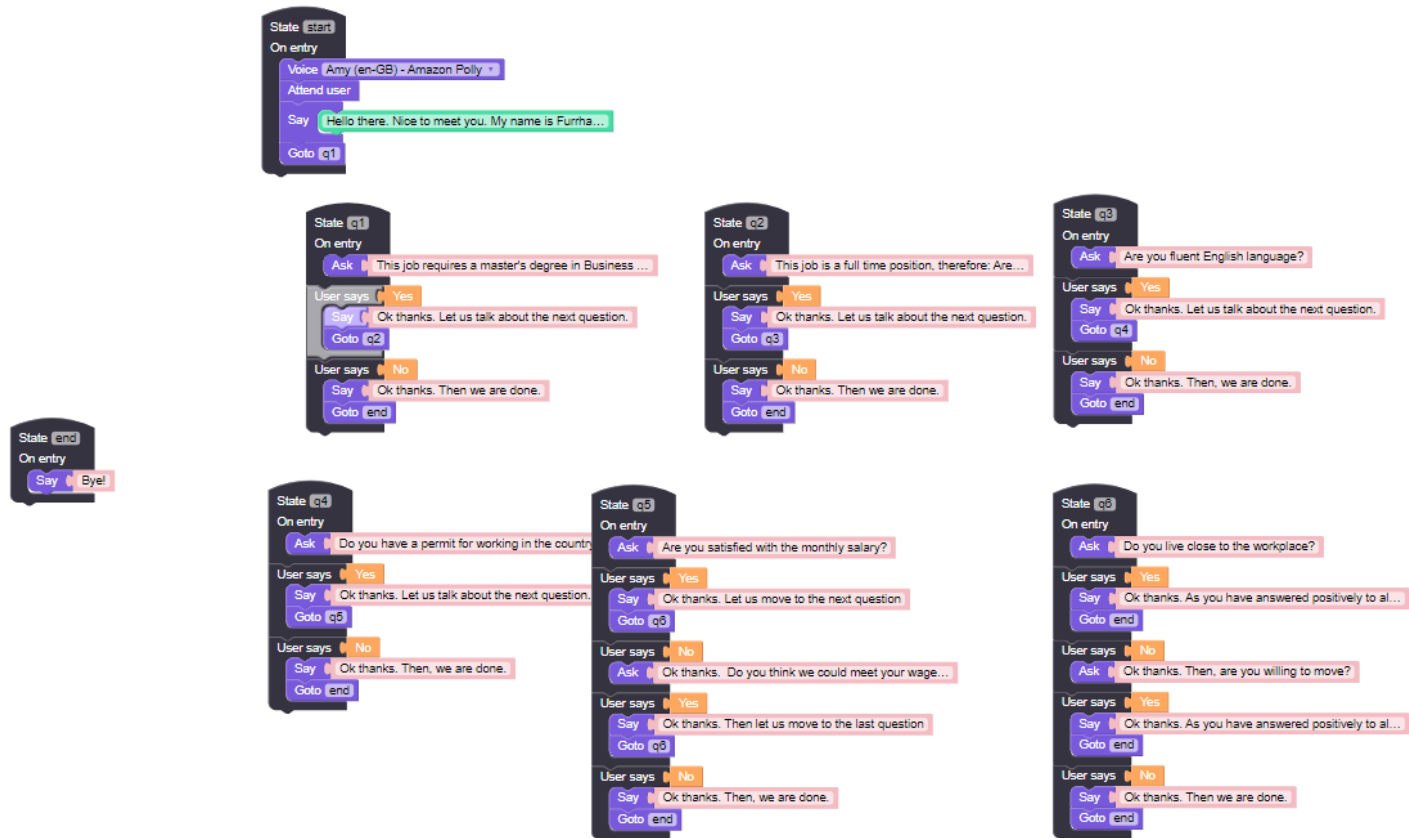 State start
On entry
Voice Amy (en-GB) - Amazon Polly
Attend user
Say Hello there. Nice to meet you. My name is Furrha...
Goto q1
State q1
On entry
Ask This job requires a master's degree in Business ...
User says Yes
Say Ok thanks. Let us talk about the next question.
Goto q2
User says No
Say Ok thanks. Then we are done.
Goto end
State q2
On entry
Ask This job is a full time position, therefore: Are...
User says Yes
Say Ok thanks. Let us talk about the next question.
Goto q3
User says No
Say Ok thanks. Then we are done.
Goto end
State q3
On entry
Ask Are you fluent English language?
User says Yes
Say Ok thanks. Let us talk about the next question.
Goto q4
User says No
Say Ok thanks. Then, we are done.
Goto end
State end
On entry
Say Bye!
State q4
On entry
Ask Do you have a permit for working in the country
User says Yes
Say Ok thanks. Let us talk about the next question.
Goto q5
User says No
Say Ok thanks. Then, we are done.
Goto end
State q5
On entry
Ask Are you satisfied with the monthly salary?
User says Yes
Say Ok thanks. Let us move to the next question
Goto q6
User says No
Ask Ok thanks. Do you think we could meet your wage...
User says Yes
Say Ok thanks. Then let us move to the last question
Goto q6
User says No
Say Ok thanks. Then, we are done.
Goto end
State q6
On entry
Ask Do you live close to the workplace?
User says Yes
Say Ok thanks. As you have answered positively to al...
Goto end
User says No
Ask Ok thanks. Then, are you willing to move?
User says Yes
Say Ok thanks. As you have answered positively to al...
Goto end
User says No
Say Ok thanks. Then we are done.
Goto end